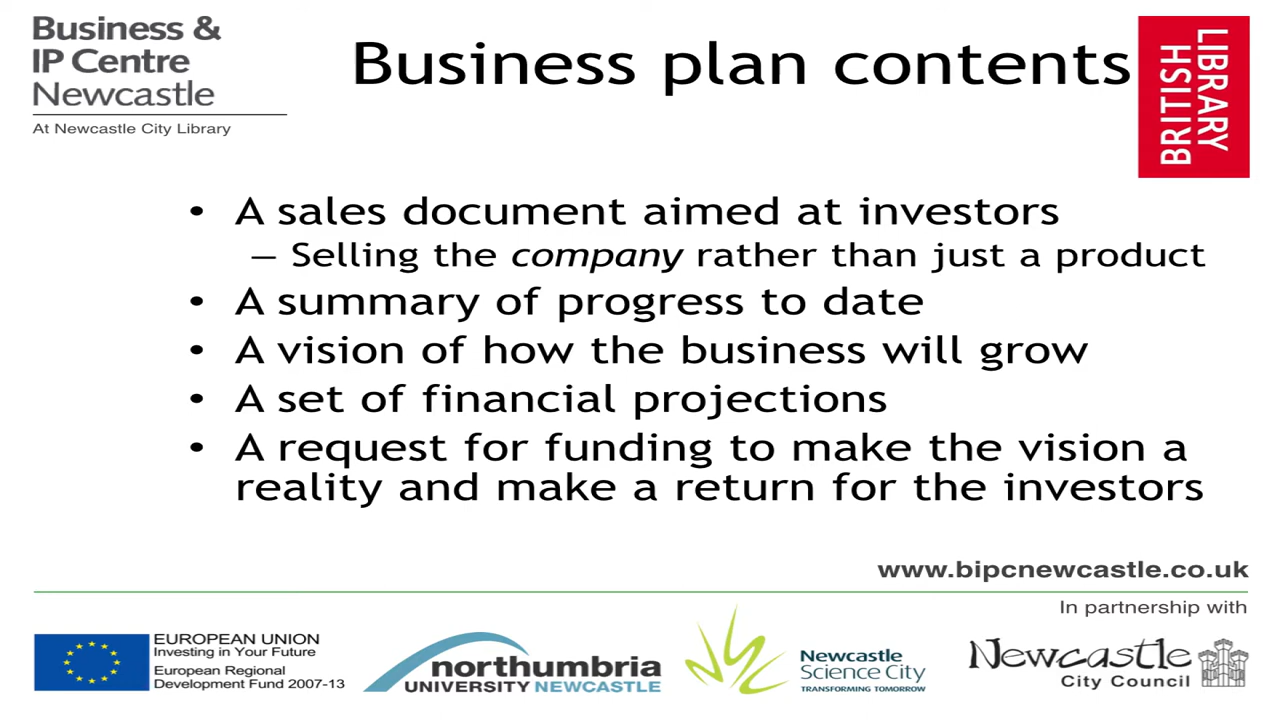 Business &
IP Centre
Newcastle
At Newcastle City Library
Business plan contents
BRITISH
LIBRARY
• A sales document aimed at investors
– Selling the company rather than just a product
• A summary of progress to date
• A vision of how the business will grow
• A set of financial projections
• A request for funding to make the vision a
reality and make a return for the investors
www.bipcnewcastle.co.uk
In partnership with
EUROPEAN UNION
Investing in Your Future
European Regional
Development Fund 2007-13
northumbria
UNIVERSITY NEWCASTLE
Newcastle
Science City
TRANSFORMING TOMORROW
Newcastle
City Council